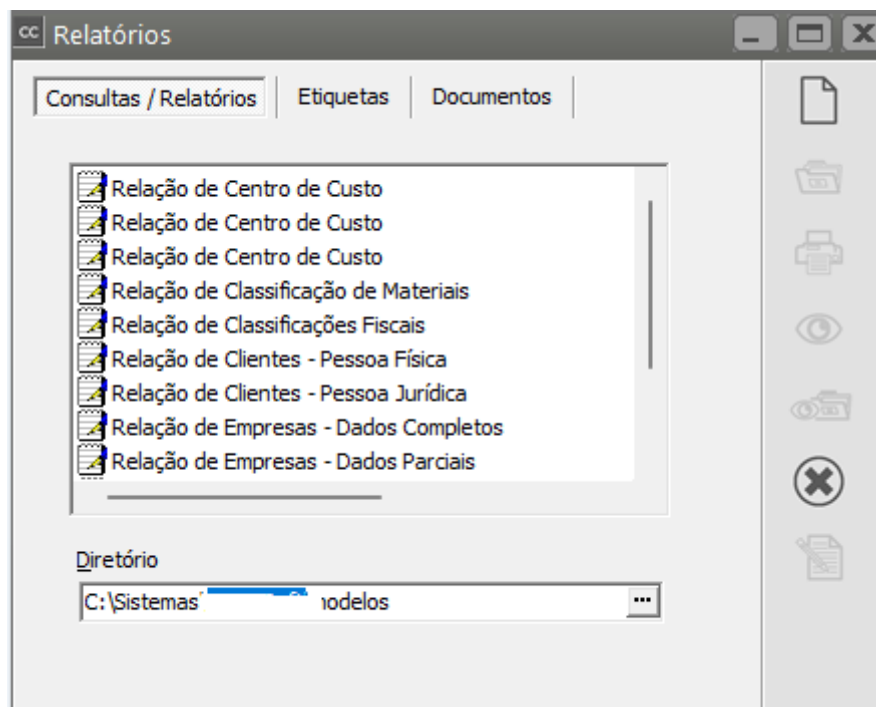 cc Relatórios
Consultas / Relatórios Etiquetas Documentos
Relação de Centro de Custo
Relação de Centro de Custo
Relação de Centro de Custo
Relação de Classificação de Materiais
Relação de Classificações Fiscais
Relação de Clientes - Pessoa Física
Relação de Clientes - Pessoa Jurídica
Relação de Empresas - Dados Completos
Relação de Empresas - Dados Parciais
Diretório
C:\Sistemas
...